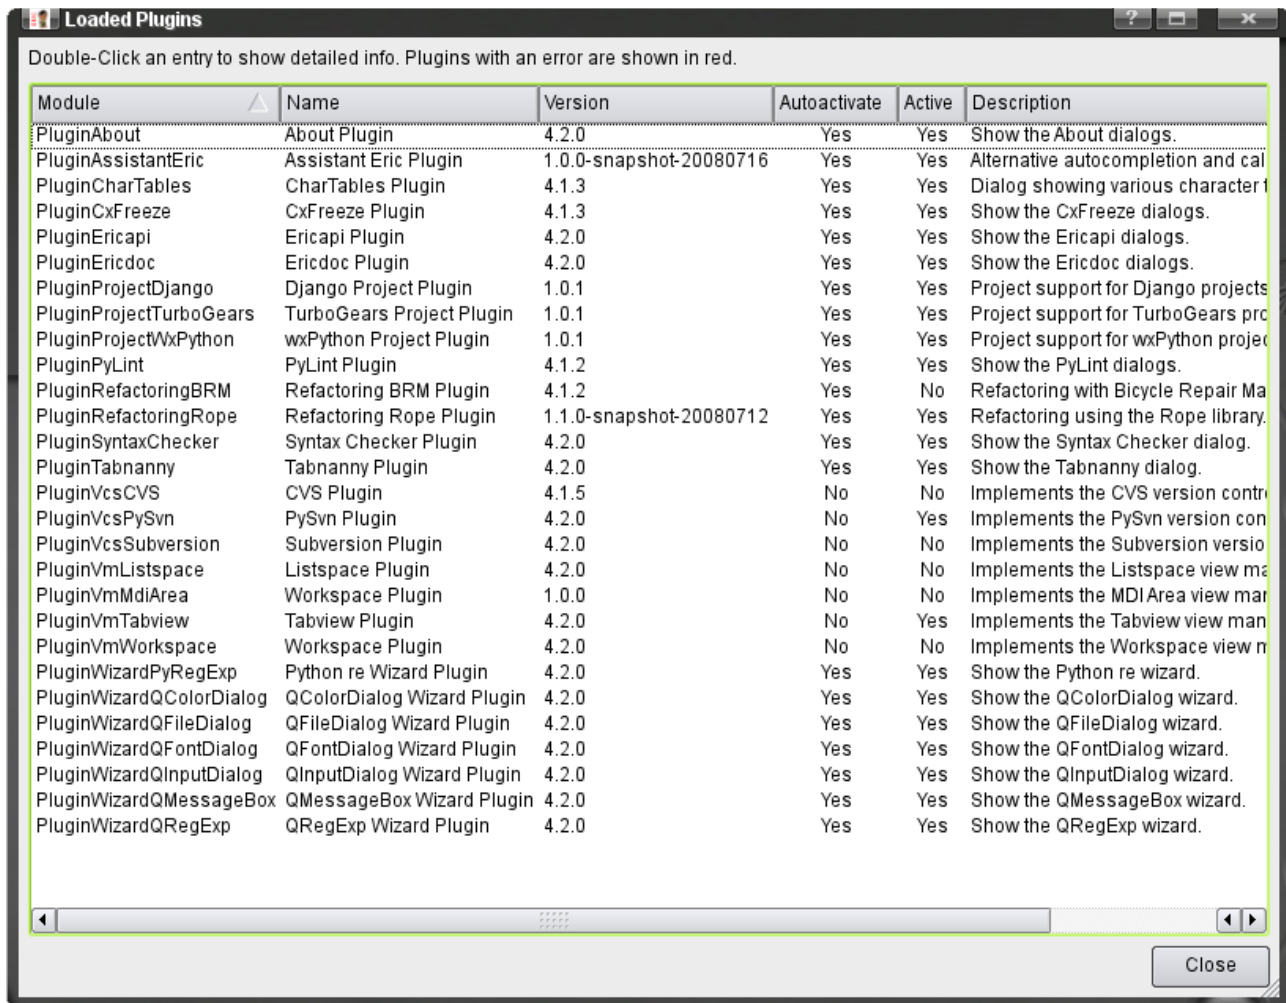 Loaded Plugins
Double-Click an entry to show detailed info. Plugins with an error are shown in red.
Module Name Version Autoactivate Active Description
PluginAbout About Plugin 4.2.0 Yes Yes Show the About dialogs.
PluginAssistantEric Assistant Eric Plugin 1.0.0-snapshot-20080716 Yes Yes Alternative autocompletion and cal
PluginCharTables CharTables Plugin 4.1.3 Yes Yes Dialog showing various character t
PluginCxFreeze CxFreeze Plugin 4.1.3 Yes Yes Show the CxFreeze dialogs.
PluginEricapi Ericapi Plugin 4.2.0 Yes Yes Show the Ericapi dialogs.
PluginEricdoc Ericdoc Plugin 4.2.0 Yes Yes Show the Ericdoc dialogs.
PluginProjectDjango Django Project Plugin 1.0.1 Yes Yes Project support for Django projects
PluginProjectTurboGears TurboGears Project Plugin 1.0.1 Yes Yes Project support for TurboGears pro
PluginProjectWxPython wxPython Project Plugin 1.0.1 Yes Yes Project support for wxPython projec
PluginPyLint PyLint Plugin 4.1.2 Yes Yes Show the PyLint dialogs.
PluginRefactoringBRM Refactoring BRM Plugin 4.1.2 Yes No Refactoring with Bicycle Repair Ma
PluginRefactoringRope Refactoring Rope Plugin 1.1.0-snapshot-20080712 Yes Yes Refactoring using the Rope library.
PluginSyntaxChecker Syntax Checker Plugin 4.2.0 Yes Yes Show the Syntax Checker dialog.
PluginTabnanny Tabnanny Plugin 4.2.0 Yes Yes Show the Tabnanny dialog.
PluginVcsCVS CVS Plugin 4.1.5 No No Implements the CVS version contr
PluginVcsPySvn PySvn Plugin 4.2.0 No Yes Implements the PySvn version con
PluginVcsSubversion Subversion Plugin 4.2.0 No No Implements the Subversion versio
PluginVmListspace Listspace Plugin 4.2.0 No No Implements the Listspace view ma
PluginVmMdiArea Workspace Plugin 1.0.0 No No Implements the MDI Area view mar
PluginVmTabview Tabview Plugin 4.2.0 No Yes Implements the Tabview view man
PluginVmWorkspace Workspace Plugin 4.2.0 No No Implements the Workspace view m
PluginWizardPyRegExp Python re Wizard Plugin 4.2.0 Yes Yes Show the Python re wizard.
PluginWizardQColorDialog QColorDialog Wizard Plugin 4.2.0 Yes Yes Show the QColorDialog wizard.
PluginWizardQFileDialog QFileDialog Wizard Plugin 4.2.0 Yes Yes Show the QFileDialog wizard.
PluginWizardQFontDialog QFontDialog Wizard Plugin 4.2.0 Yes Yes Show the QFontDialog wizard.
PluginWizardQInputDialog QInputDialog Wizard Plugin 4.2.0 Yes Yes Show the QInputDialog wizard.
PluginWizardQMessageBox QMessageBox Wizard Plugin 4.2.0 Yes Yes Show the QMessageBox wizard.
PluginWizardQRegExp QRegExp Wizard Plugin 4.2.0 Yes Yes Show the QRegExp wizard.
Close